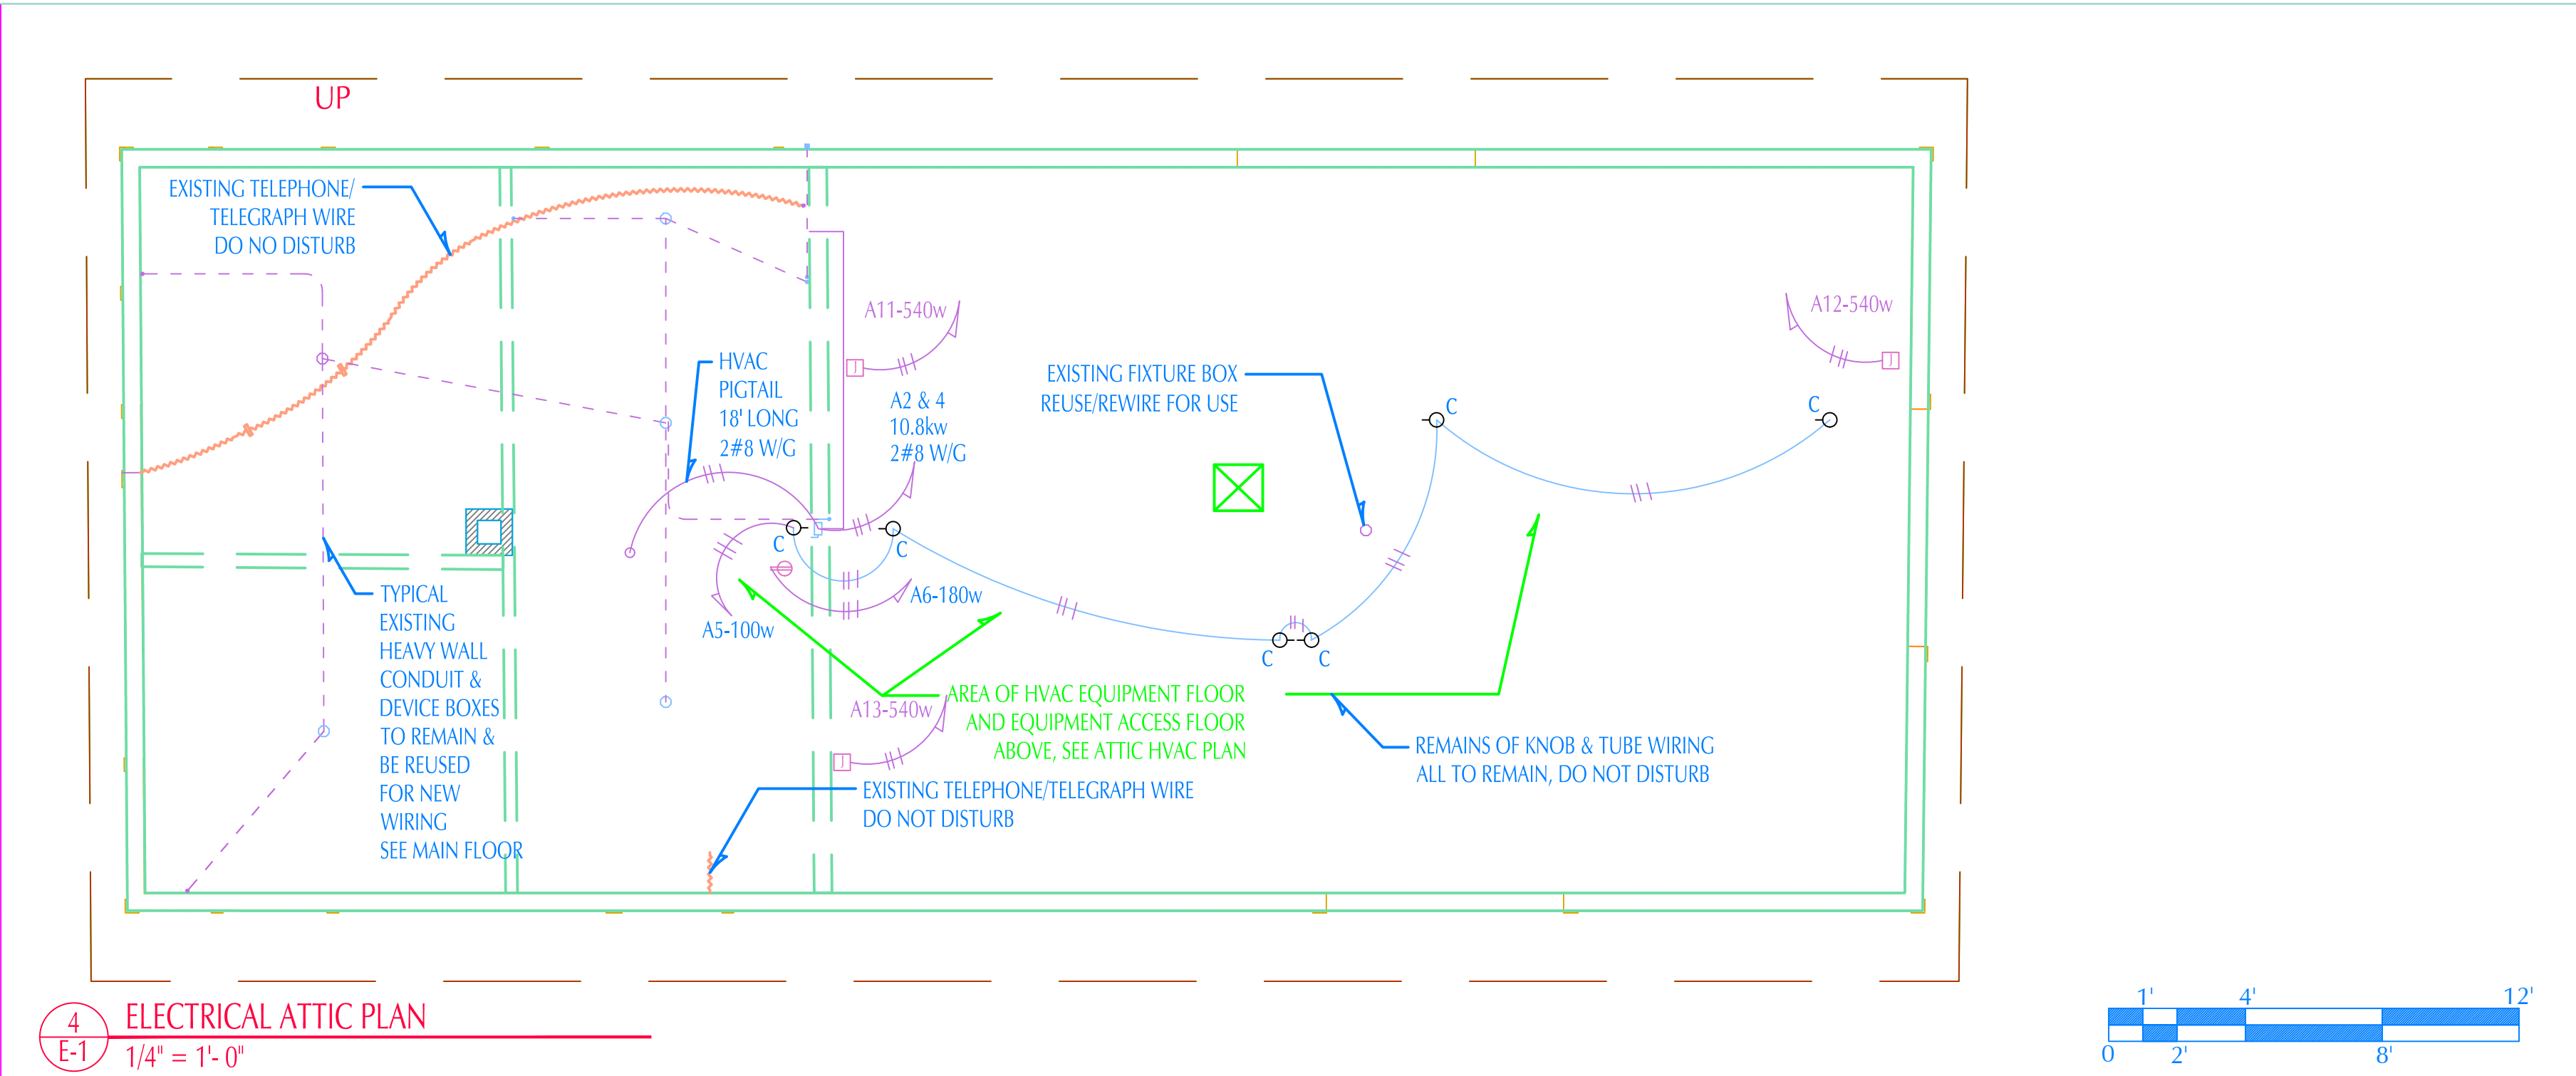 UP
EXISTING TELEPHONE/
TELEGRAPH WIRE
DO NO DISTURB
A11-540w
A12-540w
HVAC
PIGTAIL
18' LONG
2#8 W/G
A2 & 4
10.8kw
2#8 W/G
EXISTING FIXTURE BOX
REUSE/REWIRE FOR USE
J
J
C
C
C
C
A6-180w
A5-100w
C
C
TYPICAL
EXISTING
HEAVY WALL
CONDUIT &
DEVICE BOXES
TO REMAIN &
BE REUSED
FOR NEW
WIRING
SEE MAIN FLOOR
AREA OF HVAC EQUIPMENT FLOOR
AND EQUIPMENT ACCESS FLOOR
ABOVE, SEE ATTIC HVAC PLAN
A13-540w
J
REMAINS OF KNOB & TUBE WIRING
ALL TO REMAIN, DO NOT DISTURB
EXISTING TELEPHONE/TELEGRAPH WIRE
DO NOT DISTURB
4
E-1
ELECTRICAL ATTIC PLAN
1/4" = 1'- 0"
1' 4' 12'
0 2' 8'